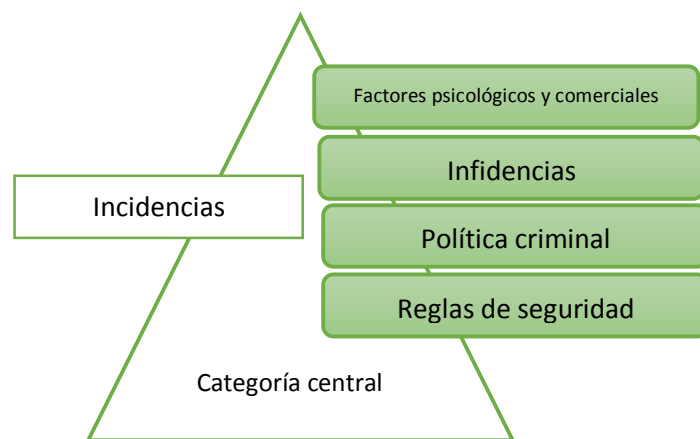 Factores psicológicos y comerciales
Infidencias
Incidencias
Política criminal
Reglas de seguridad
Categoría central